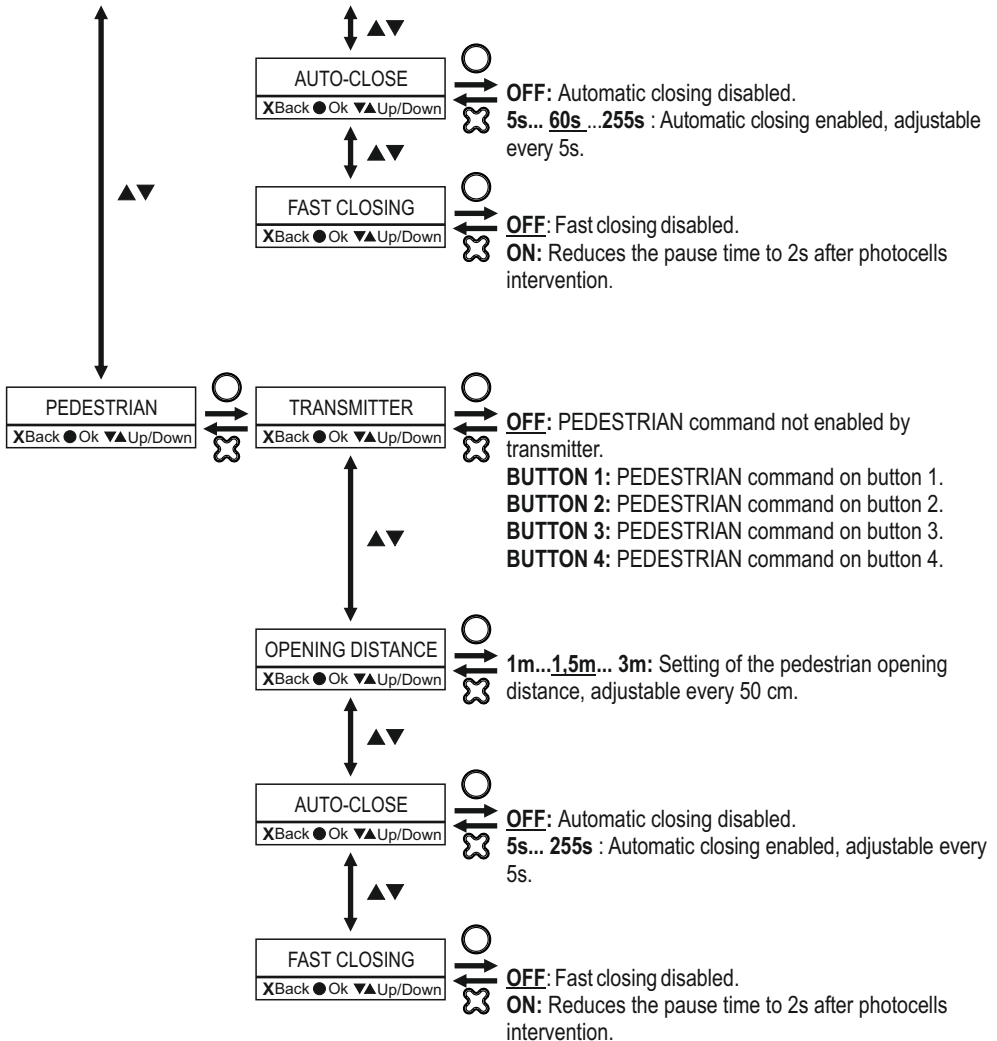 ▲▼
AUTO-CLOSE
XBack ● Ok ▼▲Up/Down
OFF: Automatic closing disabled.
5s... 60s ...255s : Automatic closing enabled, adjustable
every 5s.
▲▼
▲▼
FAST CLOSING
XBack ● Ok ▼▲Up/Down
OFF: Fast closing disabled.
ON: Reduces the pause time to 2s after photocells
intervention.
PEDESTRIAN
XBack ● Ok ▼▲Up/Down
TRANSMITTER
XBack ● Ok ▼▲Up/Down
OFF: PEDESTRIAN command not enabled by
transmitter.
BUTTON 1: PEDESTRIAN command on button 1.
BUTTON 2: PEDESTRIAN command on button 2.
BUTTON 3: PEDESTRIAN command on button 3.
BUTTON 4: PEDESTRIAN command on button 4.
▲▼
OPENING DISTANCE
XBack ● Ok ▼▲Up/Down
1m...1,5m... 3m: Setting of the pedestrian opening
distance, adjustable every 50 cm.
▲▼
AUTO-CLOSE
XBack ● Ok ▼▲Up/Down
OFF: Automatic closing disabled.
5s... 255s : Automatic closing enabled, adjustable every
5s.
▲▼
FAST CLOSING
XBack ● Ok ▼▲Up/Down
OFF: Fast closing disabled.
ON: Reduces the pause time to 2s after photocells
intervention.